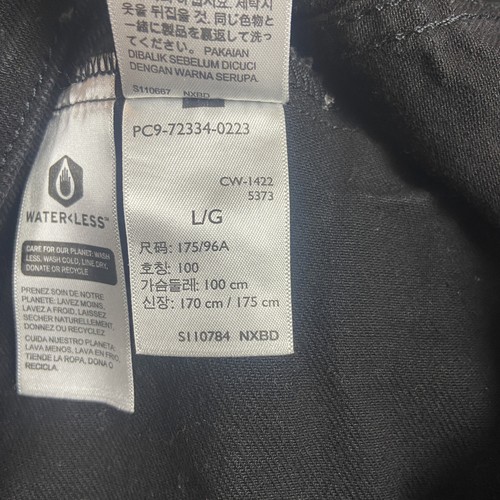 옷을 뒤집을 것. 同じ色物と
一緒に製品を裏返して洗っ
てください。PAKAIAN
DIBALIK SEBELUM DICUCI
DENGAN WARNA SERUPA.
S110667 NXBD
PC9-72334-0223
CW-1422
5373
L/G
尺码: 175/96A
호칭: 100
가슴둘레: 100 cm
신장: 170 cm / 175 cm
S110784 NXBD
WATER<LESS™
CARE FOR OUR PLANET: WASH
LESS, WASH COLD, LINE DRY,
DONATE OR RECYCLE
PRENEZ SOIN DE NOTRE
PLANETE: LAVEZ MOINS,
LAVEZ A FROID, LAISSEZ
SECHER NATURELLEMENT,
DONNEZ OU RECYCLEZ
CUIDA NUESTRO PLANETA:
LAVA MENOS, LAVA EN FRIO,
TIENDE LA ROPA, DONA O
RECICLA.